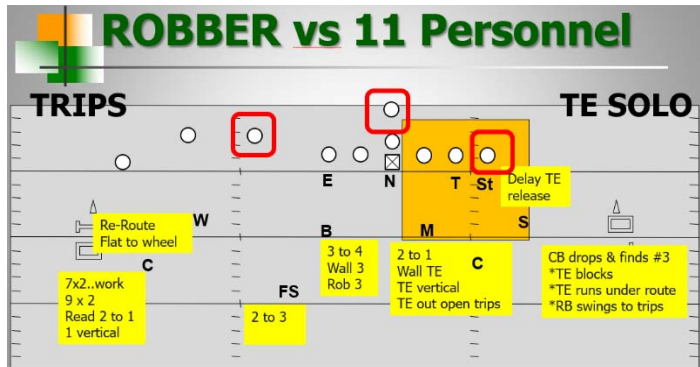 ROBBER vs 11 Personnel
TRIPS
TE SOLO
E
N
T
St
Delay TE
release
W
Re-Route
Flat to wheel
B
M
S
C
7x2..work
9 x 2
Read 2 to 1
1 vertical
FS
2 to 3
3 to 4
Wall 3
Rob 3
2 to 1
Wall TE
TE vertical
TE out open trips
C
CB drops & finds #3
*TE blocks
*TE runs under route
*RB swings to trips